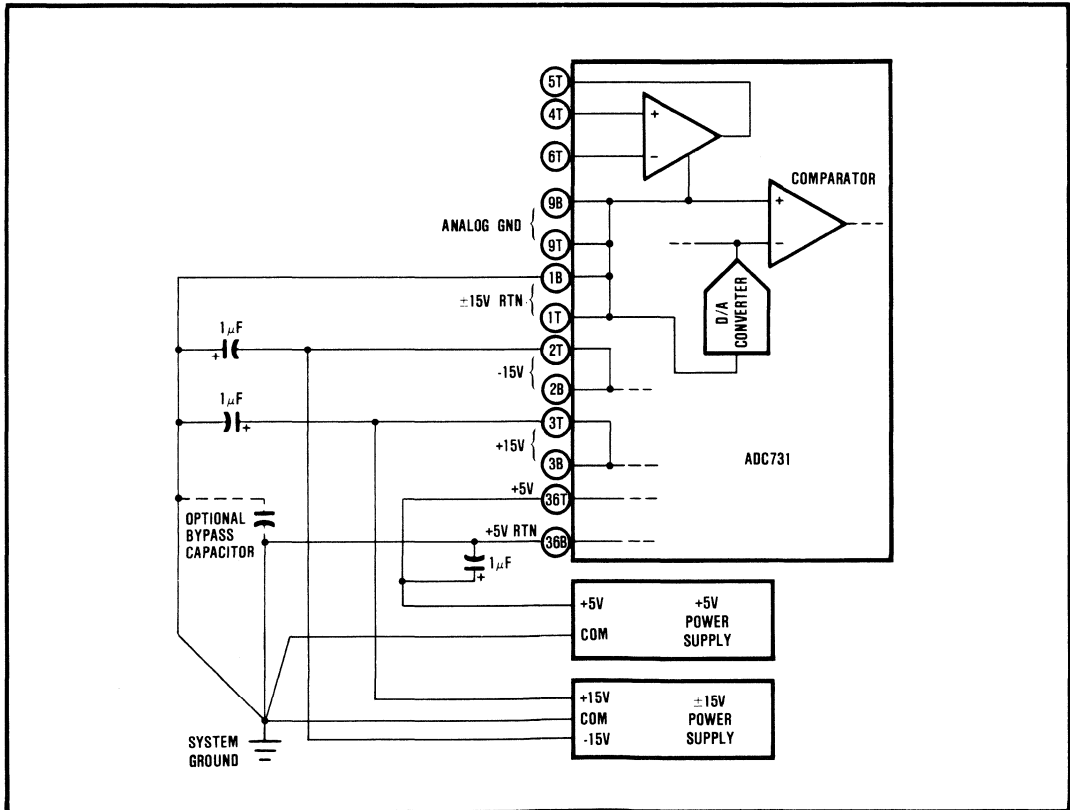 5T
4T
+
6T
−
COMPARATOR
9B
+
ANALOG GND
9T
−
1B
±15V RTN
D/A
CONVERTER
1μF
1T
+
2T
-15V
1μF
2B
+
3T
+15V
3B
ADC731
+5V
36T
OPTIONAL
BYPASS
CAPACITOR
+5V RTN
36B
1μF
+
+5V
COM
+5V
POWER
SUPPLY
+15V
COM
-15V
±15V
POWER
SUPPLY
SYSTEM
GROUND